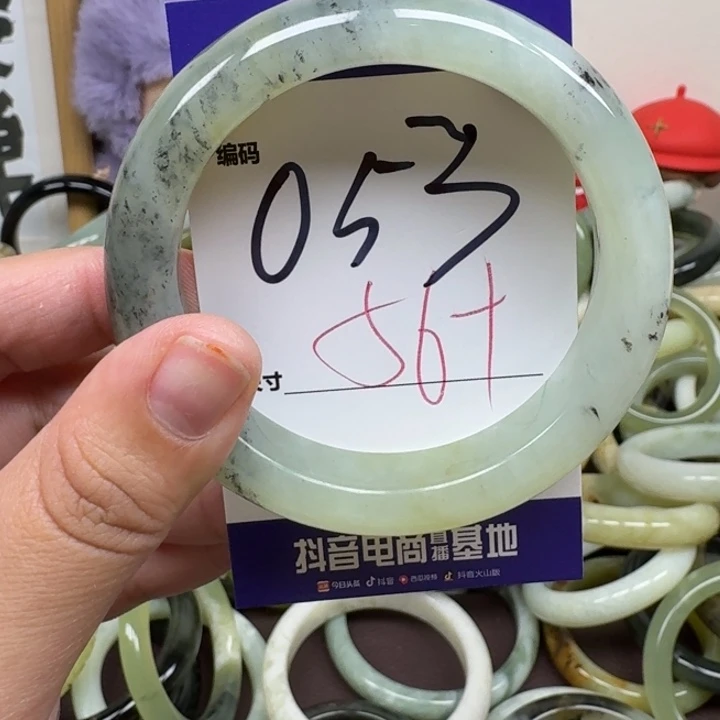 编码
053
56+
寸
抖音电商直播基地
今日头条 抖音 西瓜视频 抖音火山版